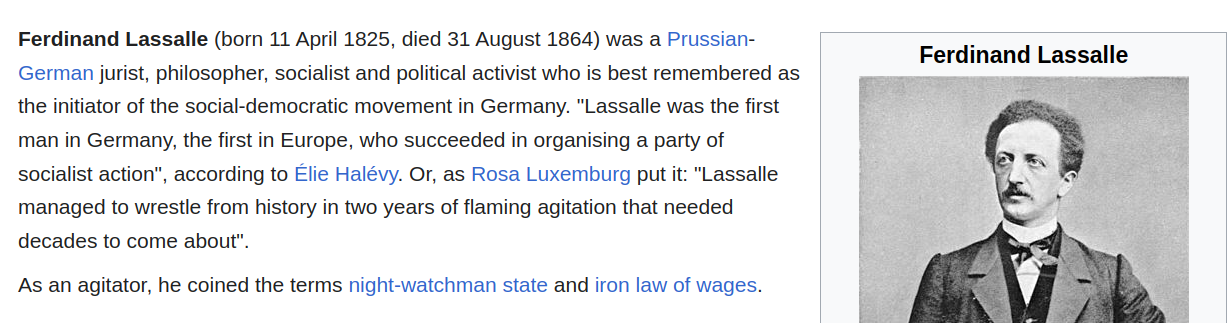 Ferdinand Lassalle (born 11 April 1825, died 31 August 1864) was a Prussian-
German jurist, philosopher, socialist and political activist who is best remembered as
the initiator of the social-democratic movement in Germany. "Lassalle was the first
man in Germany, the first in Europe, who succeeded in organising a party of
socialist action", according to Élie Halévy. Or, as Rosa Luxemburg put it: "Lassalle
managed to wrestle from history in two years of flaming agitation that needed
decades to come about".
As an agitator, he coined the terms night-watchman state and iron law of wages.
Ferdinand Lassalle